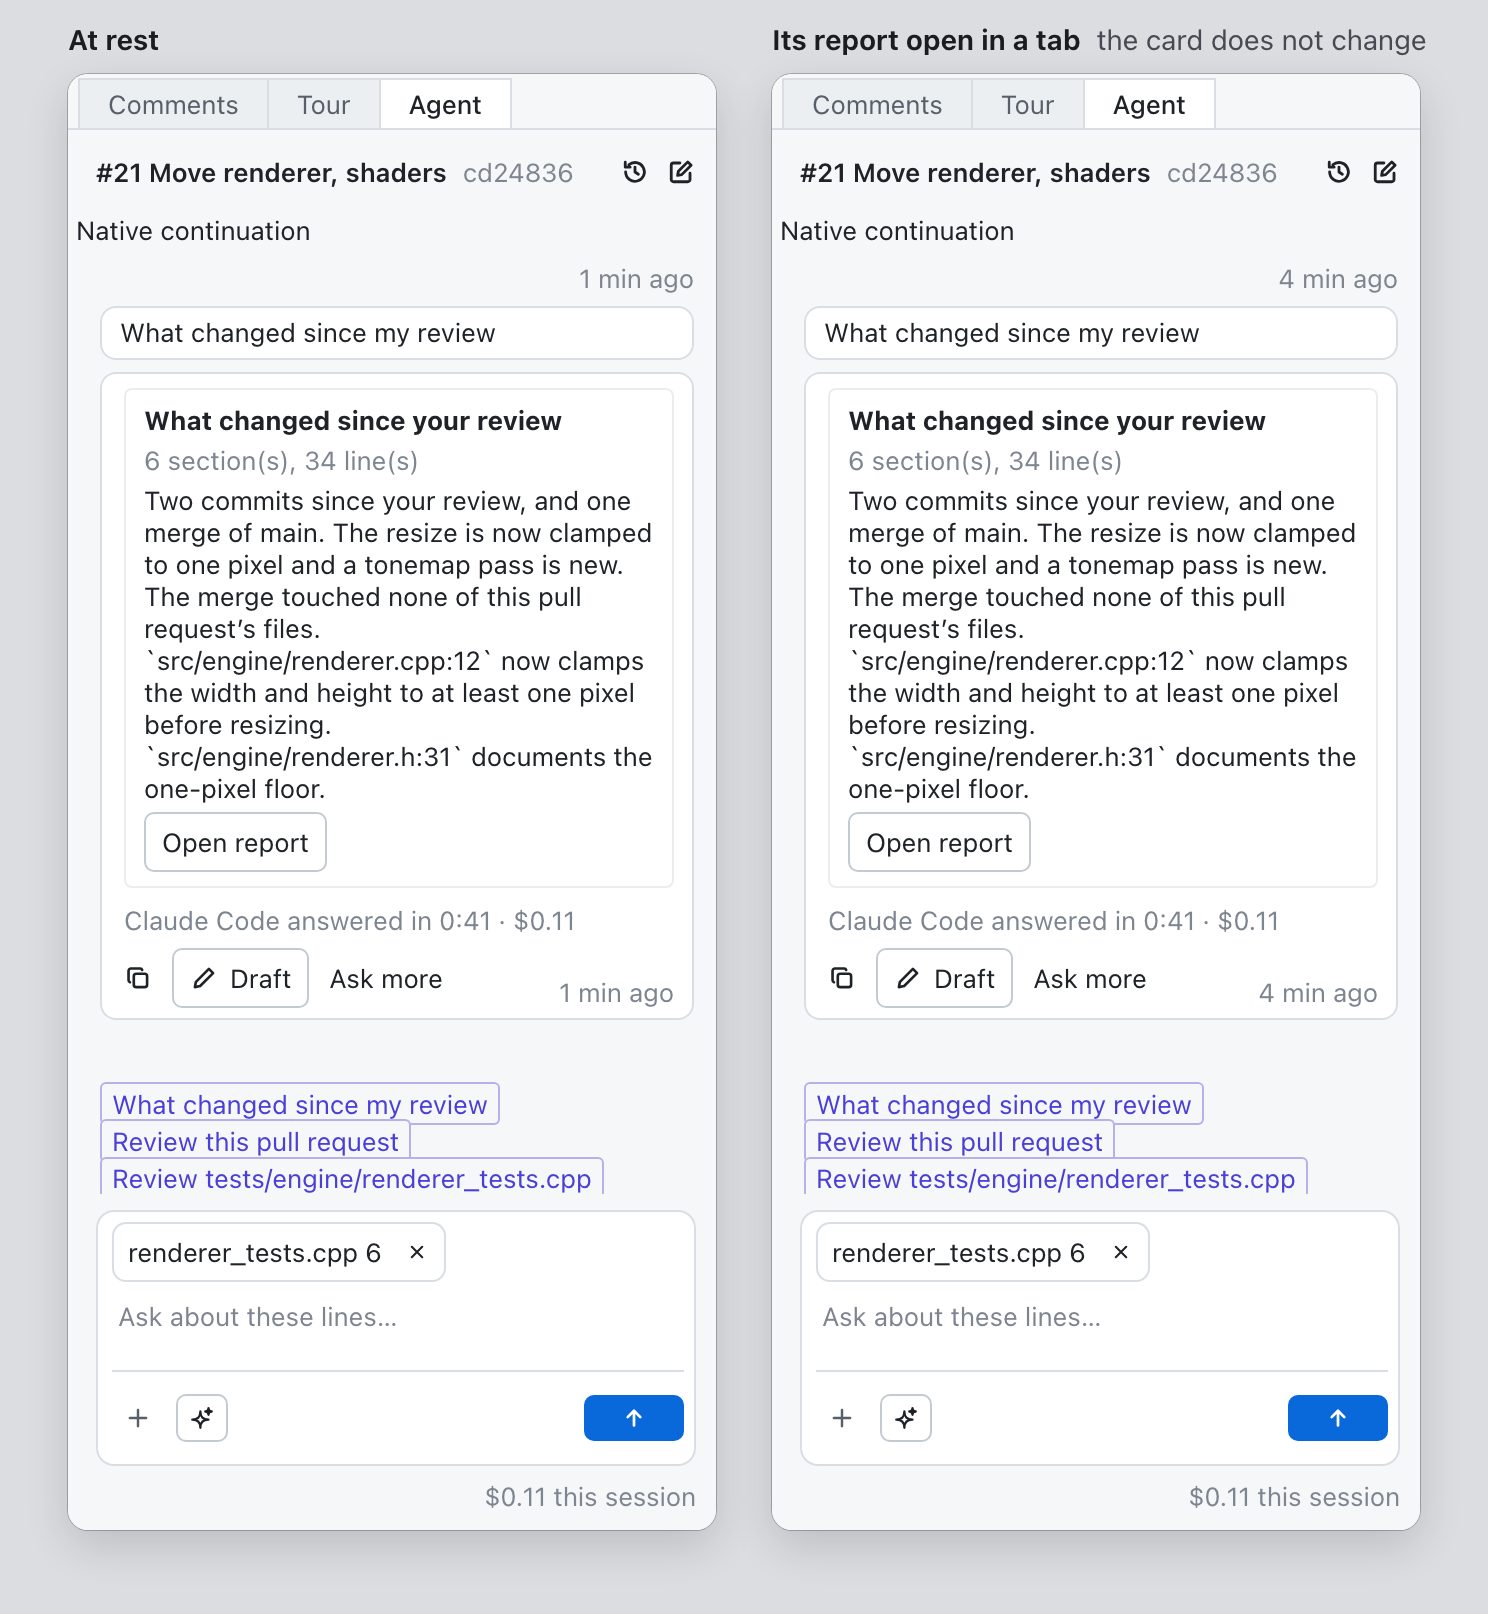 At rest
Comments Tour Agent
#21 Move renderer, shaders cd24836
Native continuation
1 min ago
What changed since my review
What changed since your review
6 section(s), 34 line(s)
Two commits since your review, and one
merge of main. The resize is now clamped
to one pixel and a tonemap pass is new.
The merge touched none of this pull
request’s files.
`src/engine/renderer.cpp:12` now clamps
the width and height to at least one pixel
before resizing.
`src/engine/renderer.h:31` documents the
one-pixel floor.
Open report
Claude Code answered in 0:41 · $0.11
Draft Ask more 1 min ago
What changed since my review
Review this pull request
Review tests/engine/renderer_tests.cpp
renderer_tests.cpp 6 ×
Ask about these lines...
$0.11 this session
Its report open in a tab the card does not change
Comments Tour Agent
#21 Move renderer, shaders cd24836
Native continuation
4 min ago
What changed since my review
What changed since your review
6 section(s), 34 line(s)
Two commits since your review, and one
merge of main. The resize is now clamped
to one pixel and a tonemap pass is new.
The merge touched none of this pull
request’s files.
`src/engine/renderer.cpp:12` now clamps
the width and height to at least one pixel
before resizing.
`src/engine/renderer.h:31` documents the
one-pixel floor.
Open report
Claude Code answered in 0:41 · $0.11
Draft Ask more 4 min ago
What changed since my review
Review this pull request
Review tests/engine/renderer_tests.cpp
renderer_tests.cpp 6 ×
Ask about these lines...
$0.11 this session